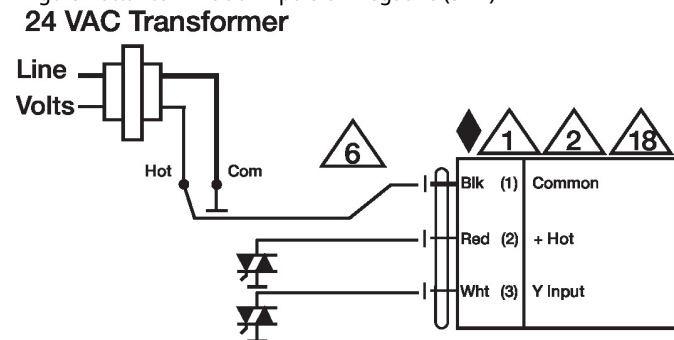 24 VAC Transformer
Line
Volts
Hot
Com
6
1
2
18
Blk (1) Common
Red (2) + Hot
Wht (3) Y Input